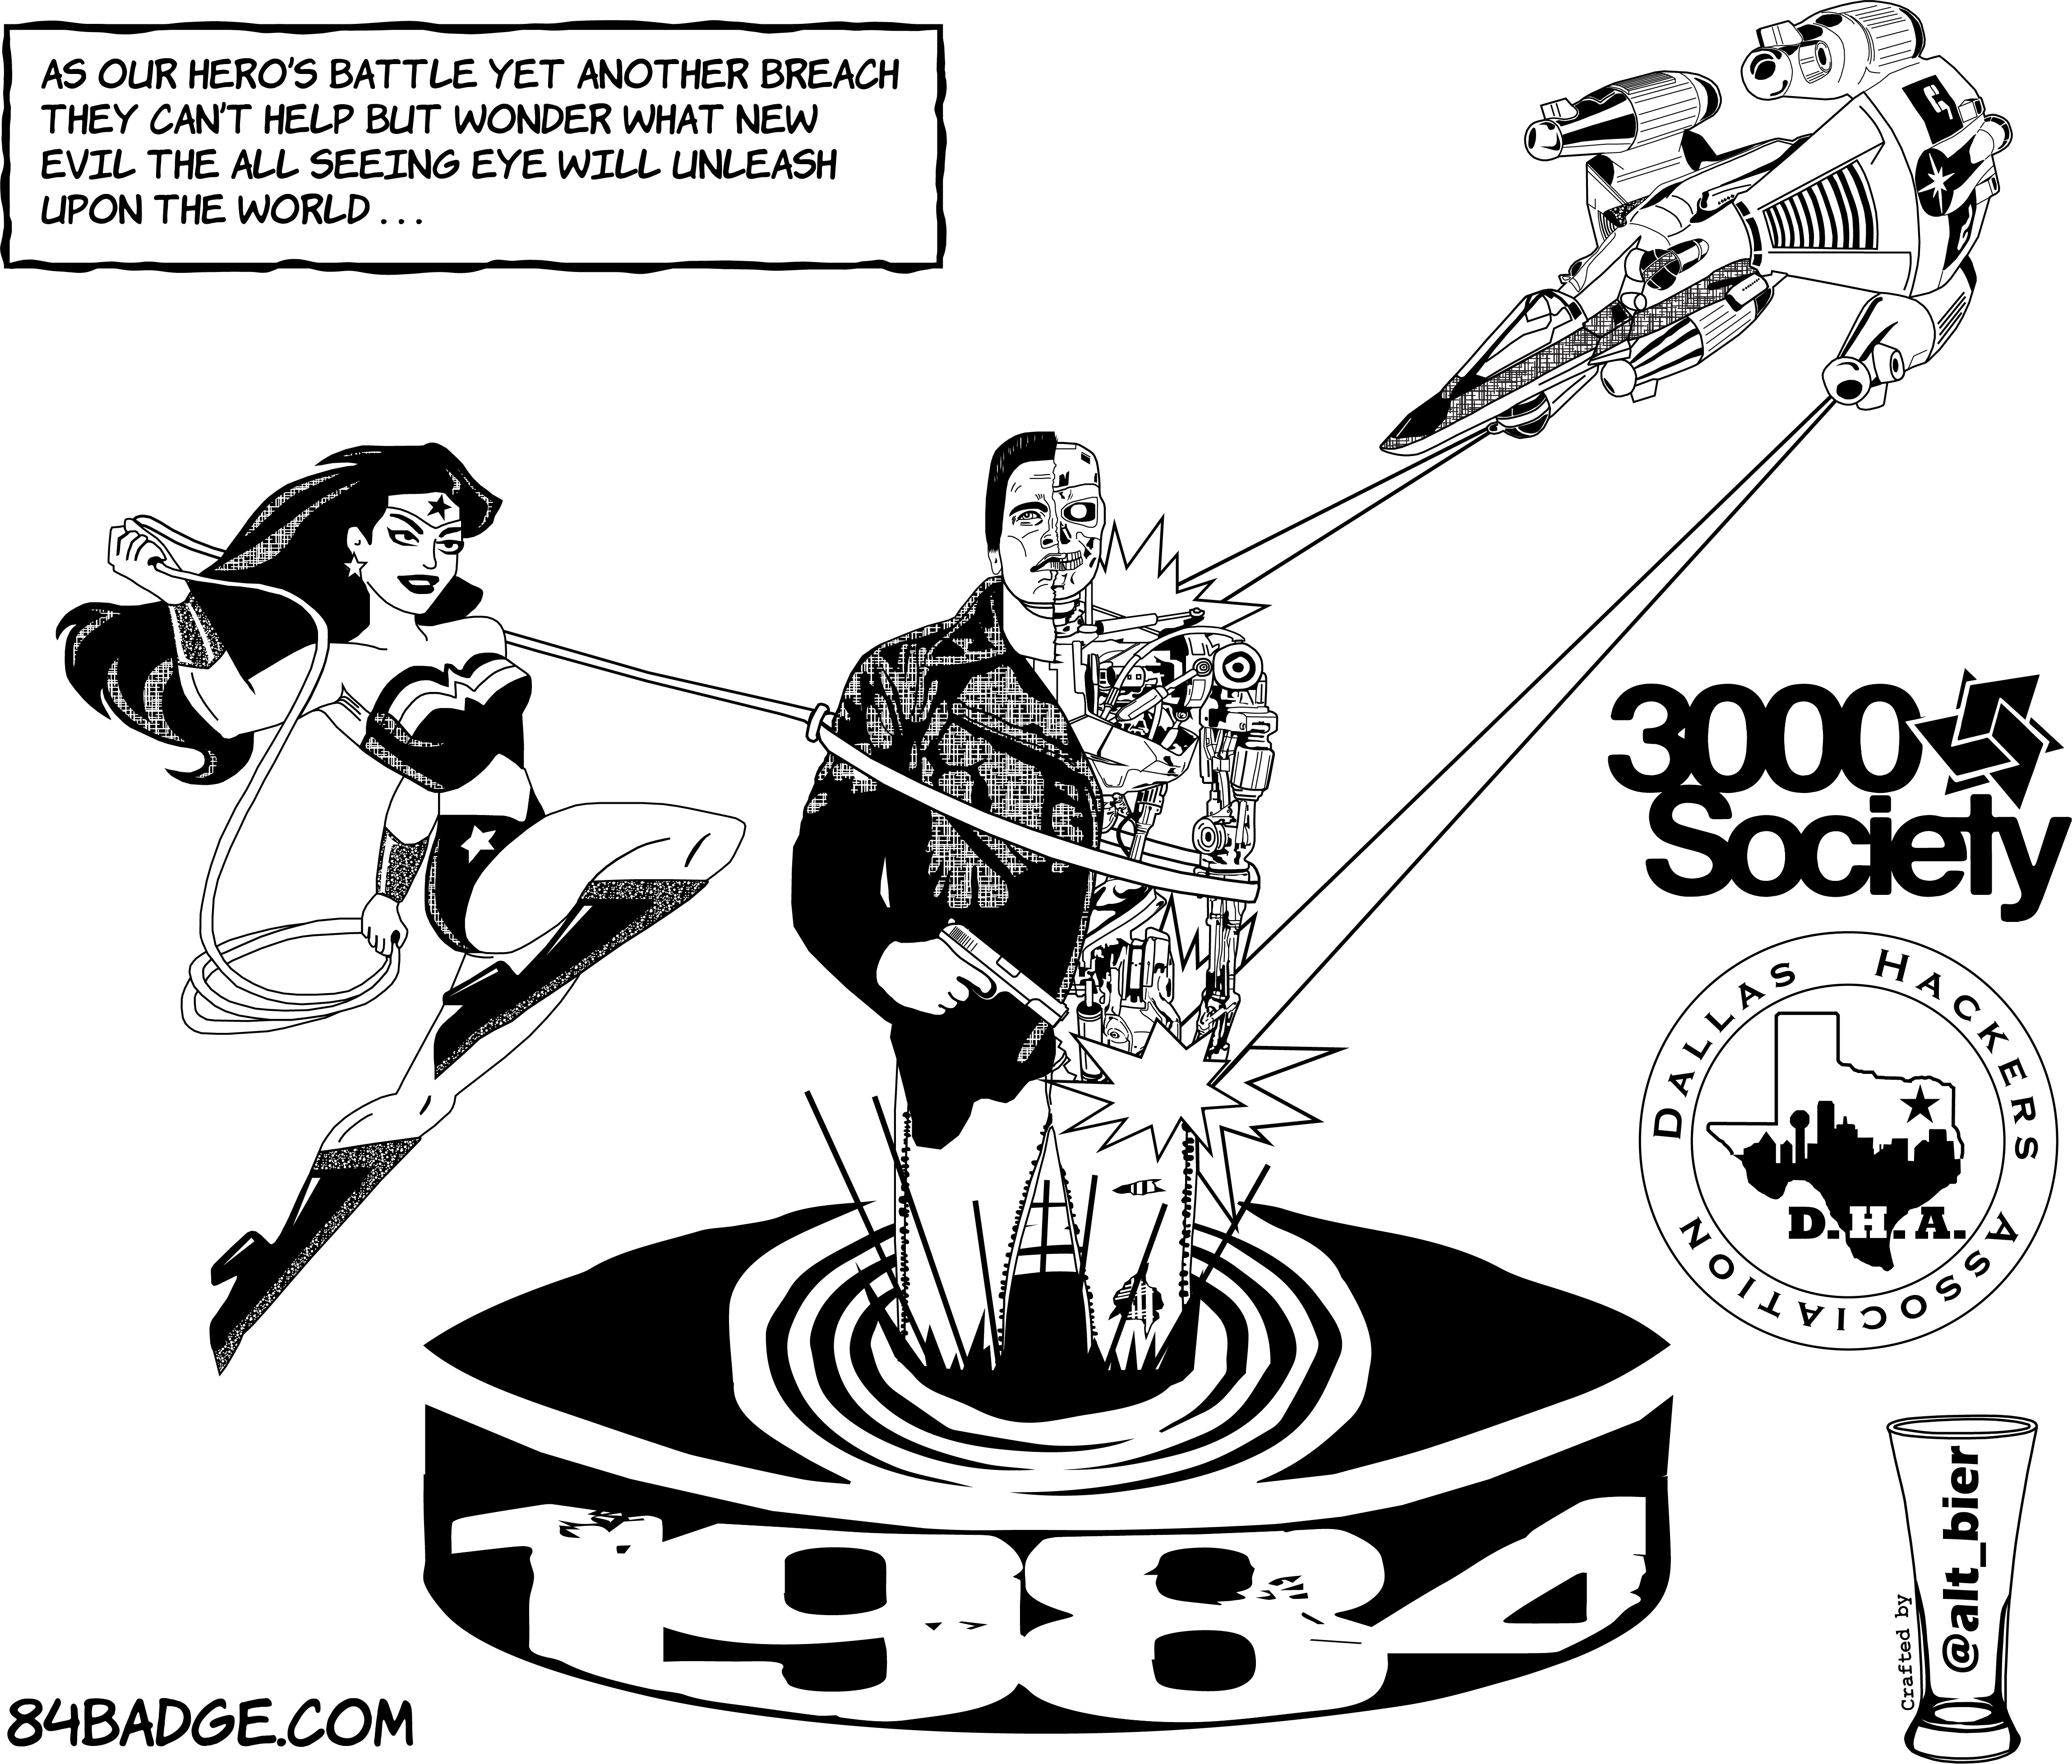 AS OUR HERO'S BATTLE YET ANOTHER BREACH
THEY CAN'T HELP BUT WONDER WHAT NEW
EVIL THE ALL SEEING EYE WILL UNLEASH
UPON THE WORLD . . .
3000
Society
DALLAS HACKERS ASSOCIATION
D.H.A.
1984
Crafted by
@alt_bier
84BADGE.COM